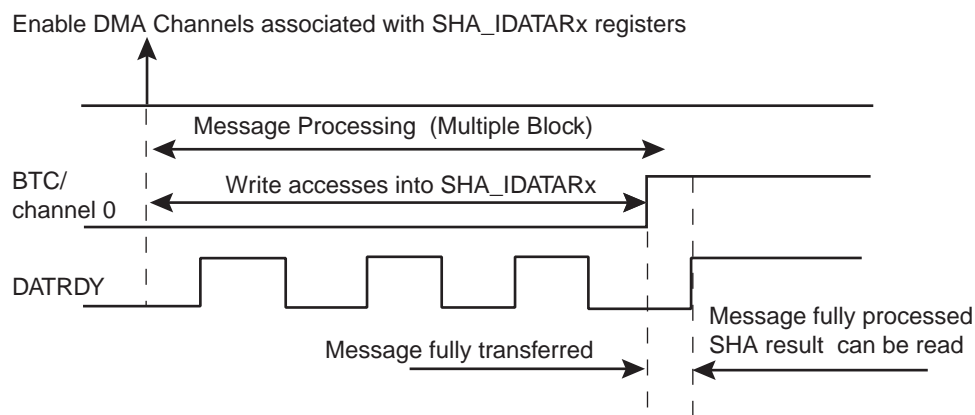 Enable DMA Channels associated with SHA_IDATARx registers
Message Processing (Multiple Block)
BTC/
channel 0
Write accesses into SHA_IDATARx
DATRDY
Message fully transferred
Message fully processed
SHA result can be read